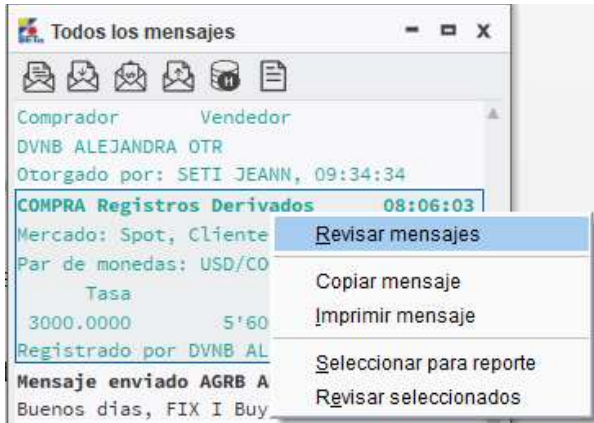 Todos los mensajes
Comprador Vendedor
DVNB ALEJANDRA OTR
Otorgado por: SETI JEANN, 09:34:34
COMPRA Registros Derivados 08:06:03
Mercado: Spot, Cliente
Par de monedas: USD/CO
Tasa
3000.0000 5'60
Registrado por DVNB AL
Mensaje enviado AGRB A
Buenos días, FIX I Buy
Revisar mensajes
Copiar mensaje
Imprimir mensaje
Seleccionar para reporte
Revisar seleccionados